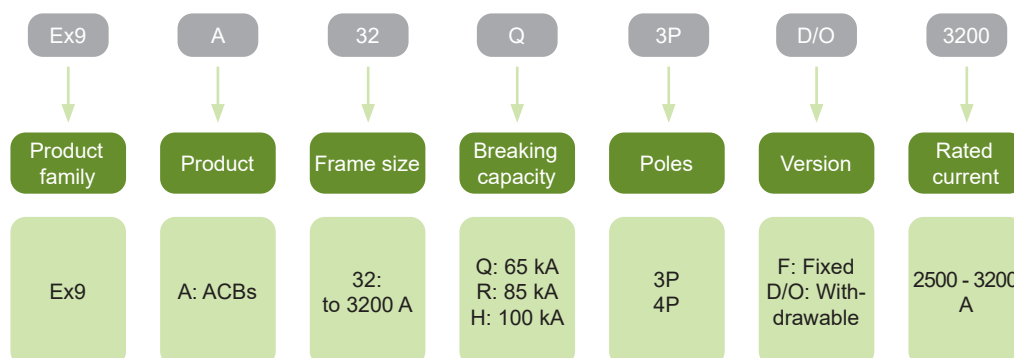 Ex9
A
32
Q
3P
D/O
3200
Product
family
Product
Frame size
Breaking
capacity
Poles
Version
Rated
current
Ex9
A: ACBs
32:
to 3200 A
Q: 65 kA
R: 85 kA
H: 100 kA
3P
4P
F: Fixed
D/O: With-
drawable
2500 - 3200
A